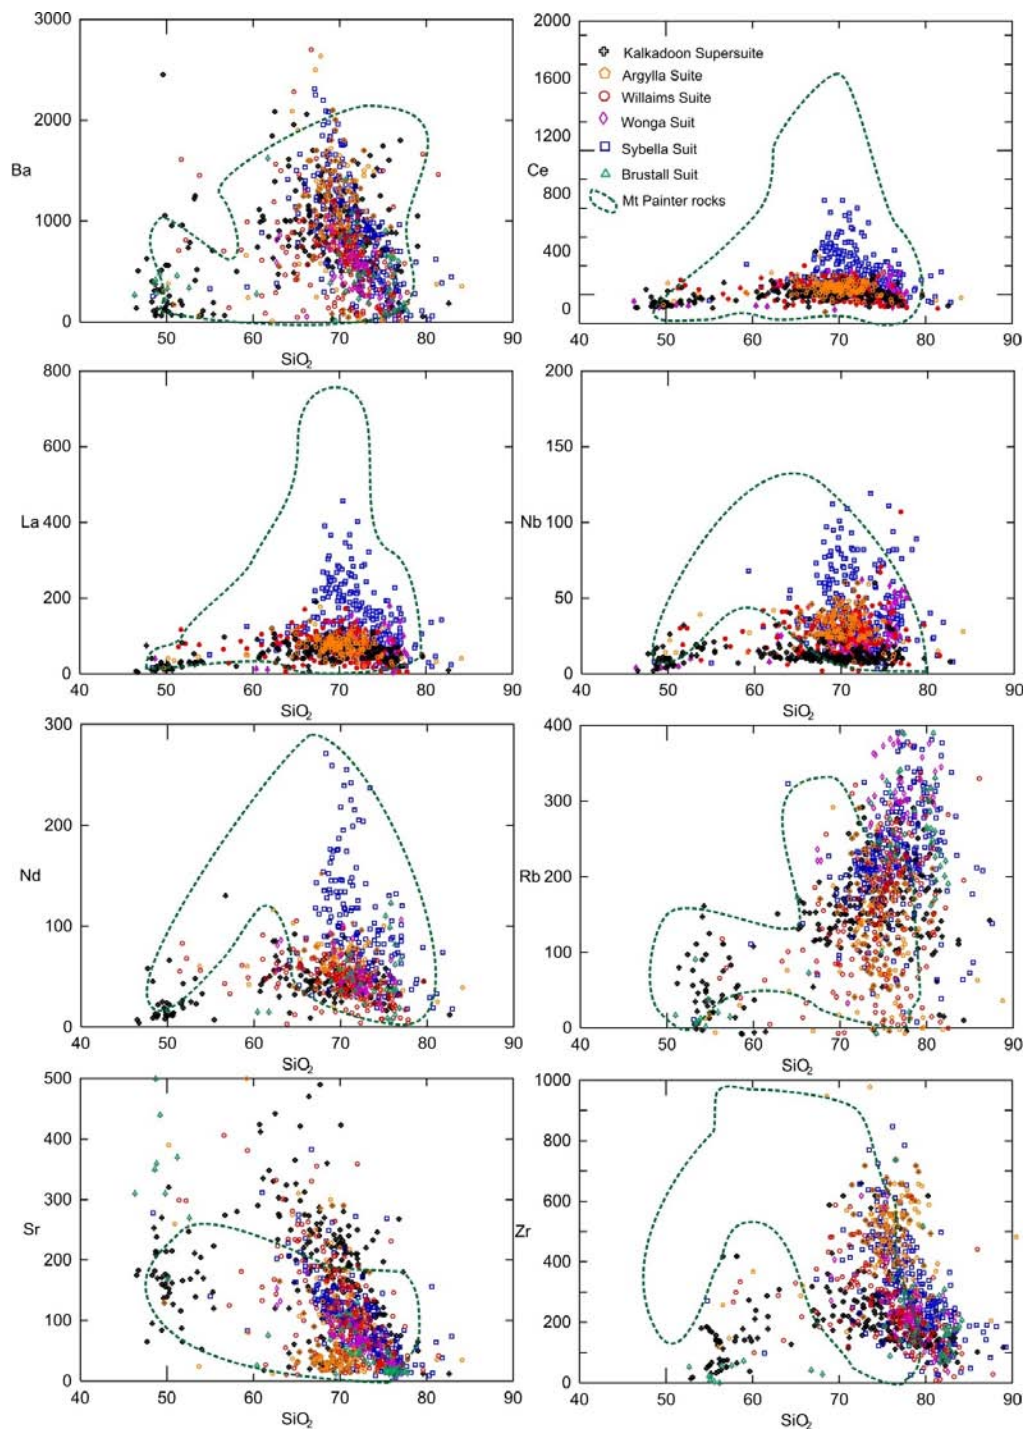 3000
2000
Ba
1000
0
40 50 60 70 80 90
SiO2
2000
1600
1200
Ce
800
400
0
40 50 60 70 80 90
Kalkadoon Supersuite
Argylla Suite
Willaims Suite
Wonga Suit
Sybella Suit
Brustall Suit
Mt Painter rocks
800
600
La 400
200
0
40 50 60 70 80 90
SiO2
200
150
Nb 100
50
0
40 50 60 70 80 90
SiO2
300
200
Nd
100
0
40 50 60 70 80 90
SiO2
400
300
Rb 200
100
0
40 50 60 70 80 90
SiO2
500
400
300
Sr
200
100
0
40 50 60 70 80 90
SiO2
1000
800
600
Zr
400
200
0
40 50 60 70 80 90
SiO2